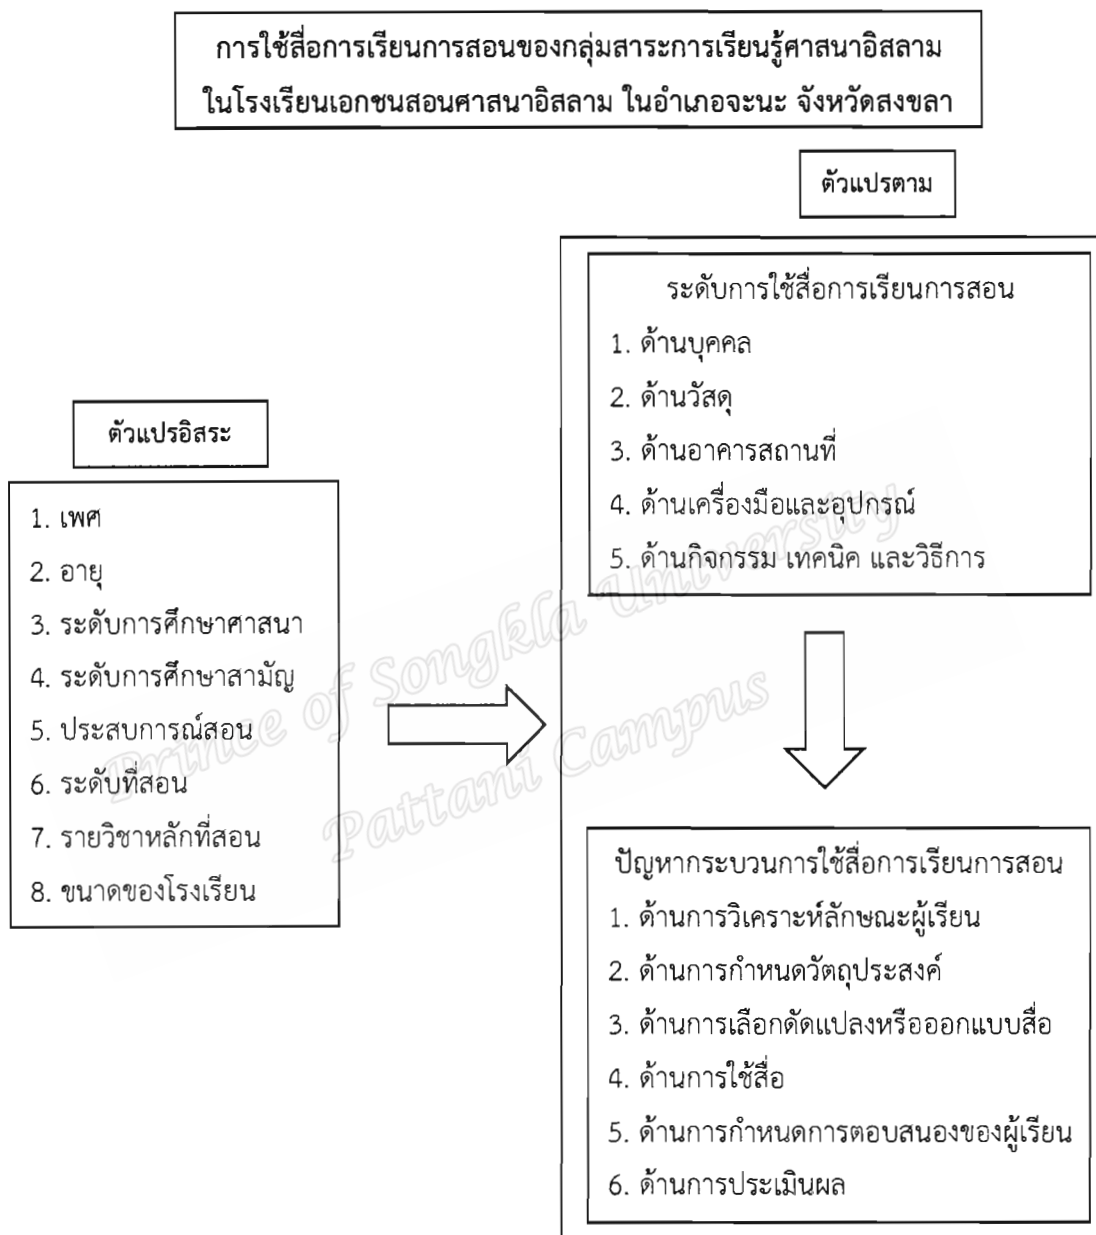 การใช้สื่อการเรียนการสอนของกลุ่มสาระการเรียนรู้ศาสนาอิสลาม
ในโรงเรียนเอกชนสอนศาสนาอิสลาม ในอำเภอจะนะ จังหวัดสงขลา
ตัวแปรตาม
ระดับการใช้สื่อการเรียนการสอน
1. ด้านบุคคล
2. ด้านวัสดุ
3. ด้านอาคารสถานที่
4. ด้านเครื่องมือและอุปกรณ์
5. ด้านกิจกรรม เทคนิค และวิธีการ
ตัวแปรอิสระ
1. เพศ
2. อายุ
3. ระดับการศึกษาศาสนา
4. ระดับการศึกษาสามัญ
5. ประสบการณ์สอน
6. ระดับที่สอน
7. รายวิชาหลักที่สอน
8. ขนาดของโรงเรียน
ปัญหากระบวนการใช้สื่อการเรียนการสอน
1. ด้านการวิเคราะห์ลักษณะผู้เรียน
2. ด้านการกำหนดวัตถุประสงค์
3. ด้านการเลือกดัดแปลงหรือออกแบบสื่อ
4. ด้านการใช้สื่อ
5. ด้านการกำหนดการตอบสนองของผู้เรียน
6. ด้านการประเมินผล
Prince of Songkla University
Pattani Campus